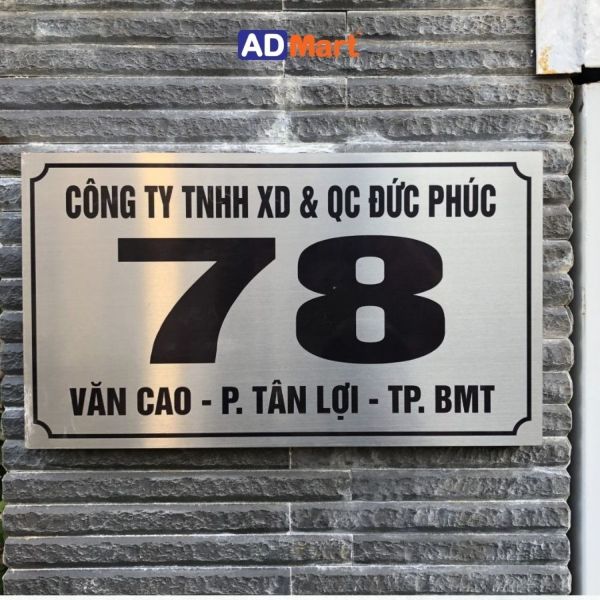 ADMart
CÔNG TY TNHH XD & QC ĐỨC PHÚC
78
VĂN CAO - P. TÂN LỢI - TP. BMT